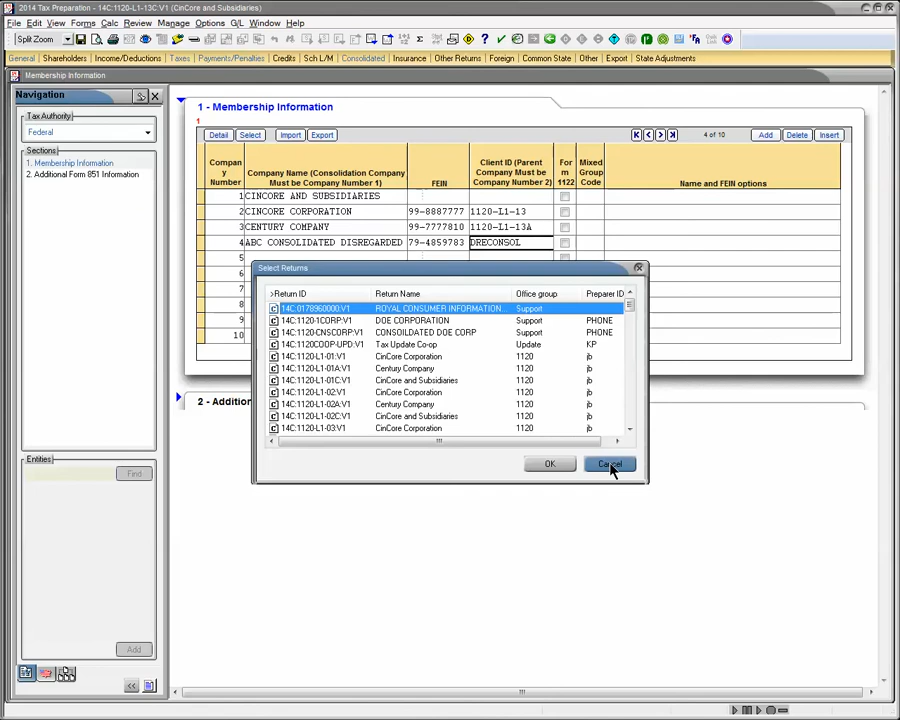 2014 Tax Preparation - 14C:1120-L1-13C:V1 (CinCore and Subsidiaries)
File Edit View Forms Calc Review Manage Options G/L Window Help
Split Zoom
General Shareholders Income/Deductions Taxes Payments/Penalties Credits Sch L/M Consolidated Insurance Other Returns Foreign Common State Other Export State Adjustments
Membership Information
Navigation
Tax Authority
Federal
Sections
1. Membership Information
2. Additional Form 851 Information
Entities
Find
Add
1 - Membership Information
1
Detail Select Import Export 4 of 10 Add Delete Insert
Company Number
Company Name (Consolidation Company Must be Company Number 1)
FEIN
Client ID (Parent Company Must be Company Number 2)
Form 1122
Mixed Group Code
Name and FEIN options
1 CINCORE AND SUBSIDIARIES
2 CINCORE CORPORATION 99-8887777 1120-L1-13
3 CENTURY COMPANY 99-7777810 1120-L1-13A
4 ABC CONSOLIDATED DISREGARDED 79-4859783 DRECONSOL
5
6
7
8
9
10
2 - Addition
Select Returns
>Return ID Return Name Office group Preparer ID
14C:0178960000:V1 ROYAL CONSUMER INFORMATION... Support
14C:1120-1CORP:V1 DOE CORPORATION Support PHONE
14C:1120-CNSCORP:V1 CONSOILDATED DOE CORP Support PHONE
14C:1120COOP-UPD:V1 Tax Update Co-op Update KP
14C:1120-L1-01:V1 CinCore Corporation 1120 jb
14C:1120-L1-01A:V1 Century Company 1120 jb
14C:1120-L1-01C:V1 CinCore and Subsidiaries 1120 jb
14C:1120-L1-02:V1 CinCore Corporation 1120 jb
14C:1120-L1-02A:V1 Century Company 1120 jb
14C:1120-L1-02C:V1 CinCore and Subsidiaries 1120 jb
14C:1120-L1-03:V1 CinCore Corporation 1120 jb
OK Cancel